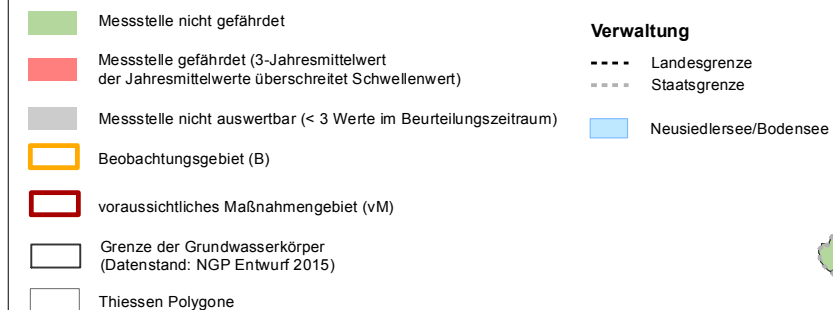 Messstelle nicht gefährdet
Messstelle gefährdet (3-Jahresmittelwert
der Jahresmittelwerte überschreitet Schwellenwert)
Messstelle nicht auswertbar (< 3 Werte im Beurteilungszeitraum)
Beobachtungsgebiet (B)
voraussichtliches Maßnahmengebiet (vM)
Grenze der Grundwasserkörper
(Datenstand: NGP Entwurf 2015)
Thiessen Polygone
Verwaltung
Landesgrenze
Staatsgrenze
Neusiedlersee/Bodensee